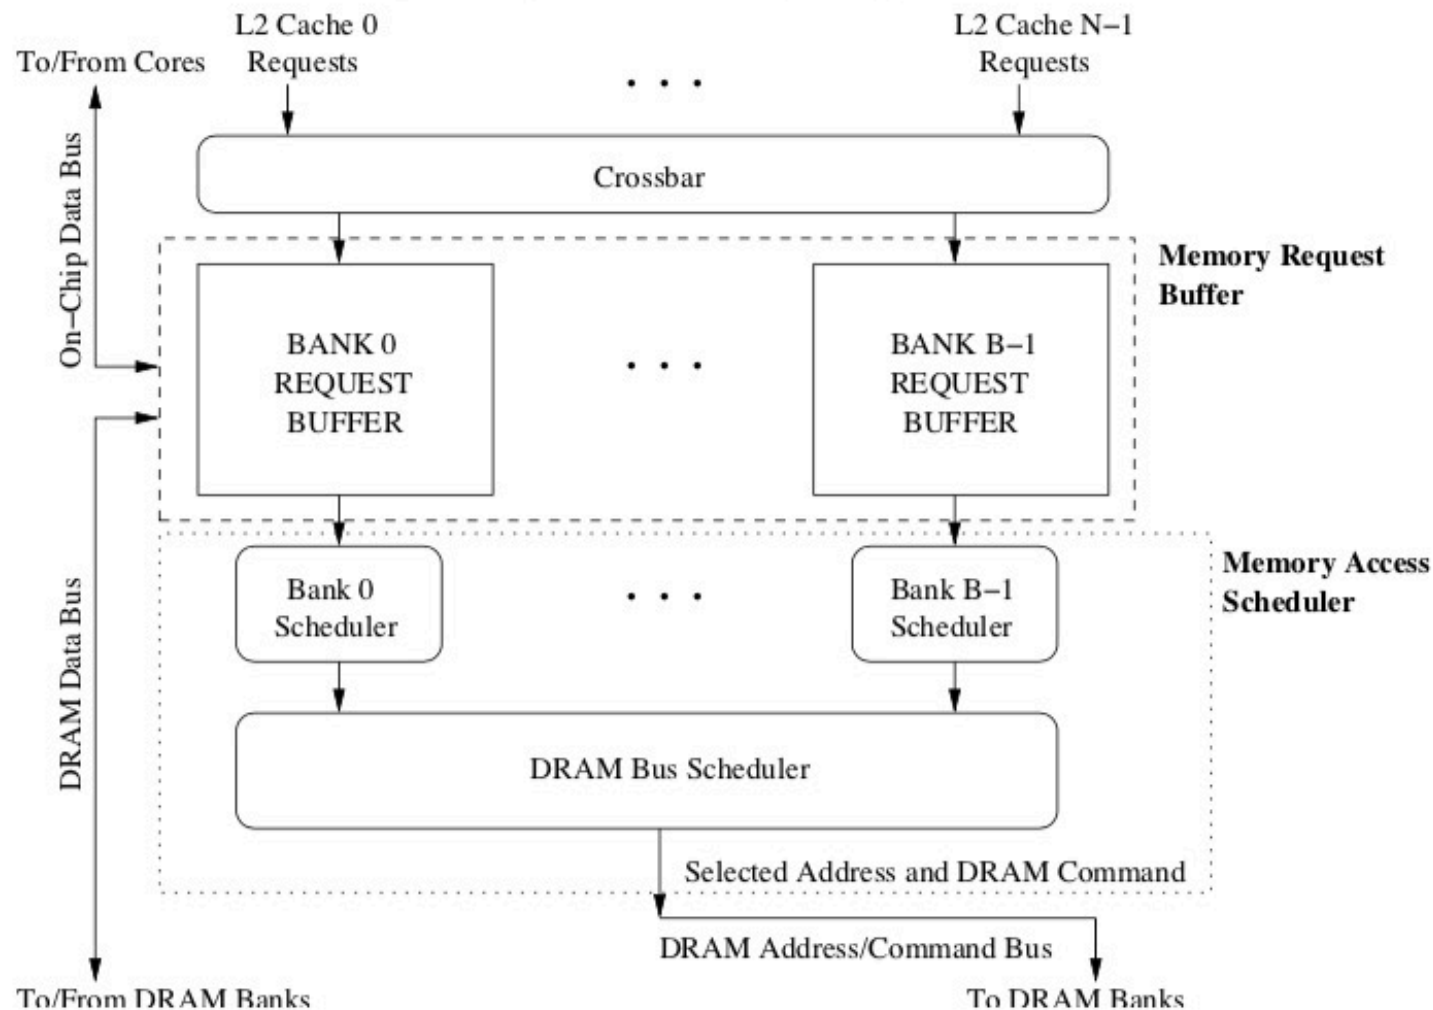 L2 Cache 0
Requests
L2 Cache N−1
Requests
To/From Cores
. . .
Crossbar
On−Chip Data Bus
Memory Request
Buffer
BANK 0
REQUEST
BUFFER
. . .
BANK B−1
REQUEST
BUFFER
Memory Access
Scheduler
Bank 0
Scheduler
. . .
Bank B−1
Scheduler
DRAM Data Bus
DRAM Bus Scheduler
Selected Address and DRAM Command
DRAM Address/Command Bus
To/From DRAM Banks
To DRAM Banks